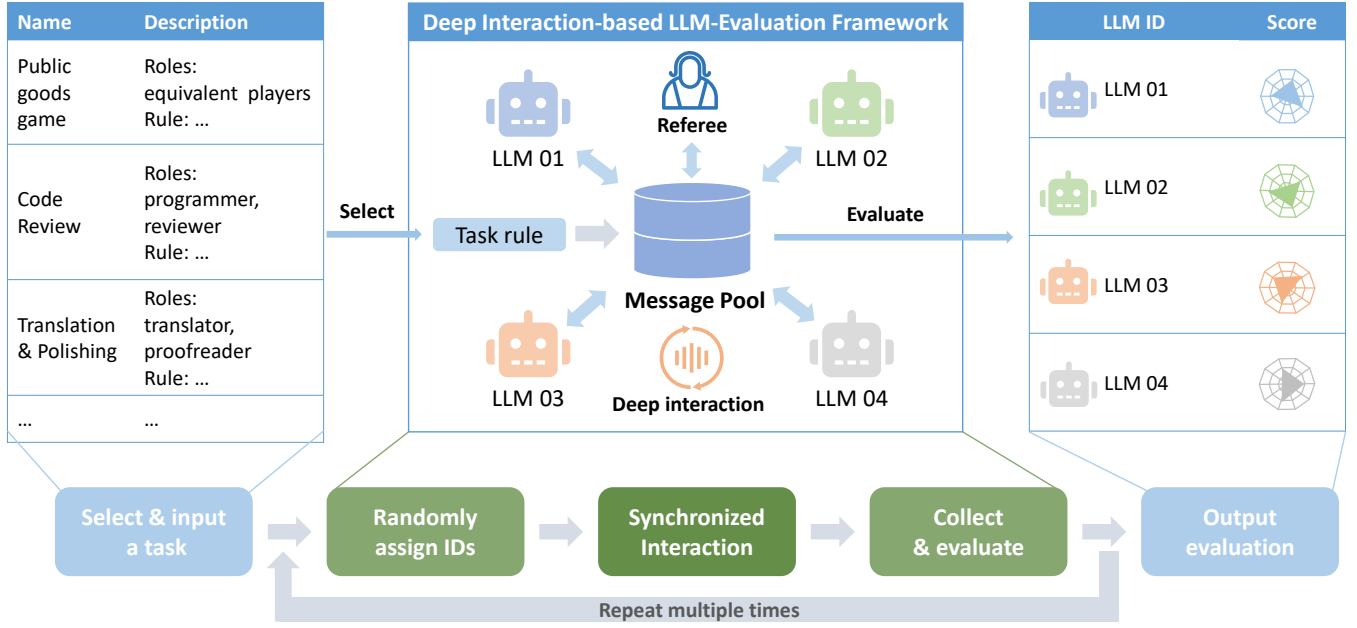 Name Description
Public
goods
game
Roles:
equivalent players
Rule: ...
Code
Review
Roles:
programmer,
reviewer
Rule: ...
Translation
& Polishing
Roles:
translator,
proofreader
Rule: ...
... ...
Select
Deep Interaction-based LLM-Evaluation Framework
LLM 01
Referee
LLM 02
Task rule
Message Pool
LLM 03
Deep interaction
LLM 04
Evaluate
LLM ID Score
LLM 01
LLM 02
LLM 03
LLM 04
Select & input
a task
Randomly
assign IDs
Synchronized
Interaction
Collect
& evaluate
Output
evaluation
Repeat multiple times